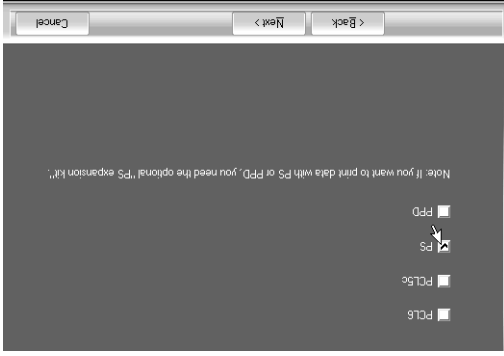 PCL6
PCL5c
PS
PPD
Note: If you want to print data with PS or PPD, you need the optional "PS expansion kit".
< Back
Next >
Cancel